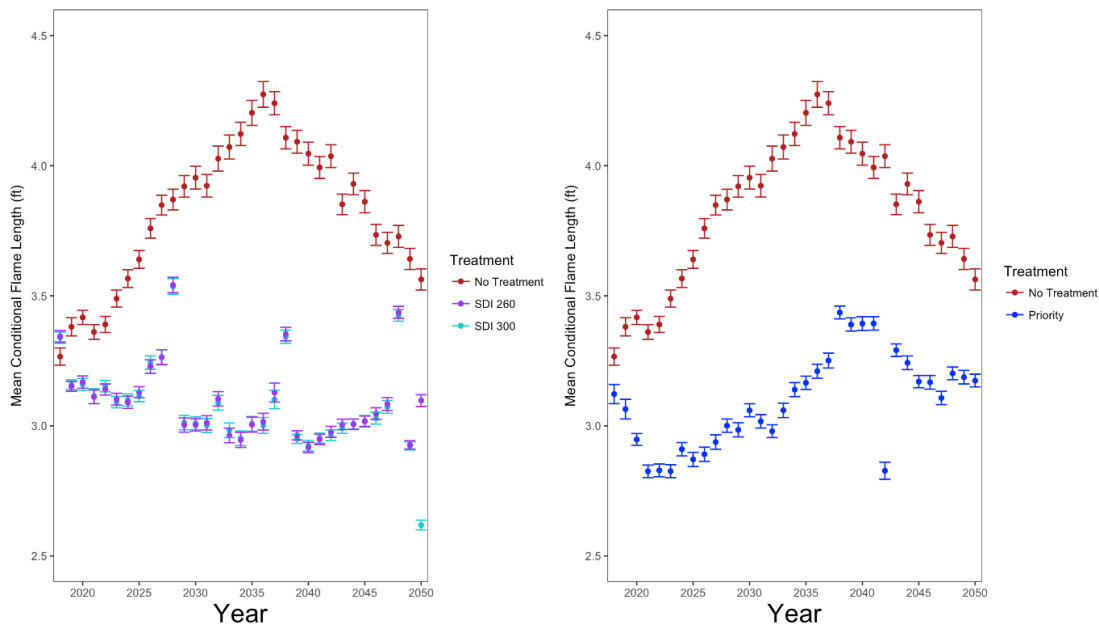 4.5
4.0
3.5
3.0
2.5
Mean Conditional Flame Length (ft)
2020 2025 2030 2035 2040 2045 2050
Year
Treatment
No Treatment
SDI 260
SDI 300
4.5
4.0
3.5
3.0
2.5
Mean Conditional Flame Length (ft)
2020 2025 2030 2035 2040 2045 2050
Year
Treatment
No Treatment
Priority